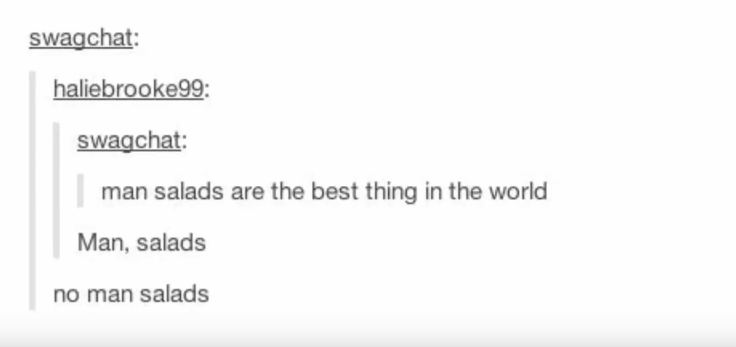 swagchat:
haliebrooke99:
swagchat:
man salads are the best thing in the world
Man, salads
no man salads